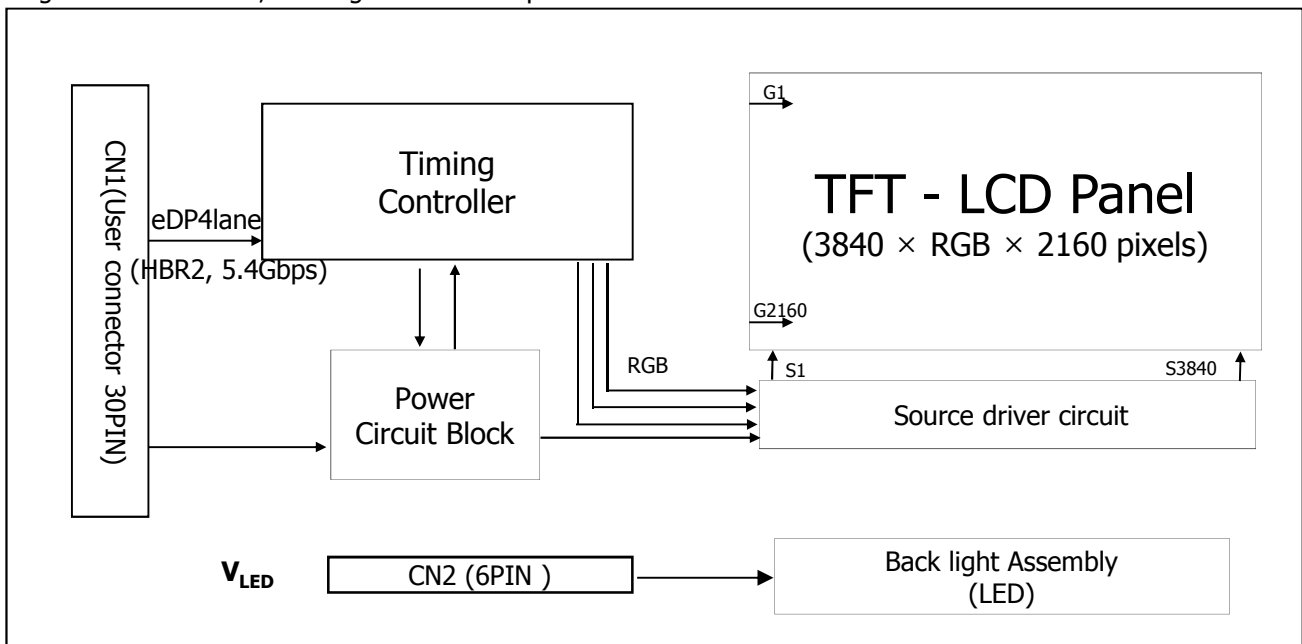 CN1(User connector 30PIN)
eDP4lane
(HBR2, 5.4Gbps)
Timing
Controller
Power
Circuit Block
RGB
G1
TFT - LCD Panel
(3840 × RGB × 2160 pixels)
G2160
S1
S3840
Source driver circuit
VLED
CN2 (6PIN )
Back light Assembly
(LED)